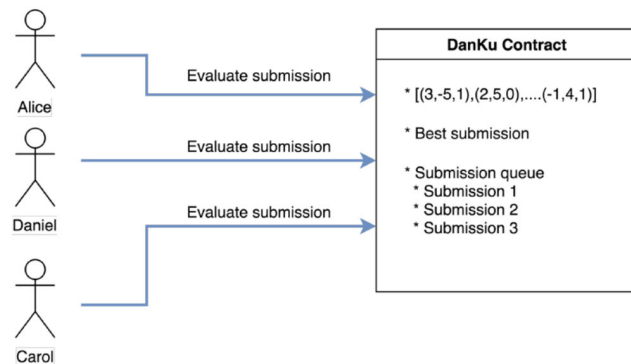 DanKu Contract
Evaluate submission
Alice
* [(3,-5,1),(2,5,0),....(-1,4,1)]
* Best submission
Evaluate submission
* Submission queue
* Submission 1
* Submission 2
* Submission 3
Daniel
Evaluate submission
Carol